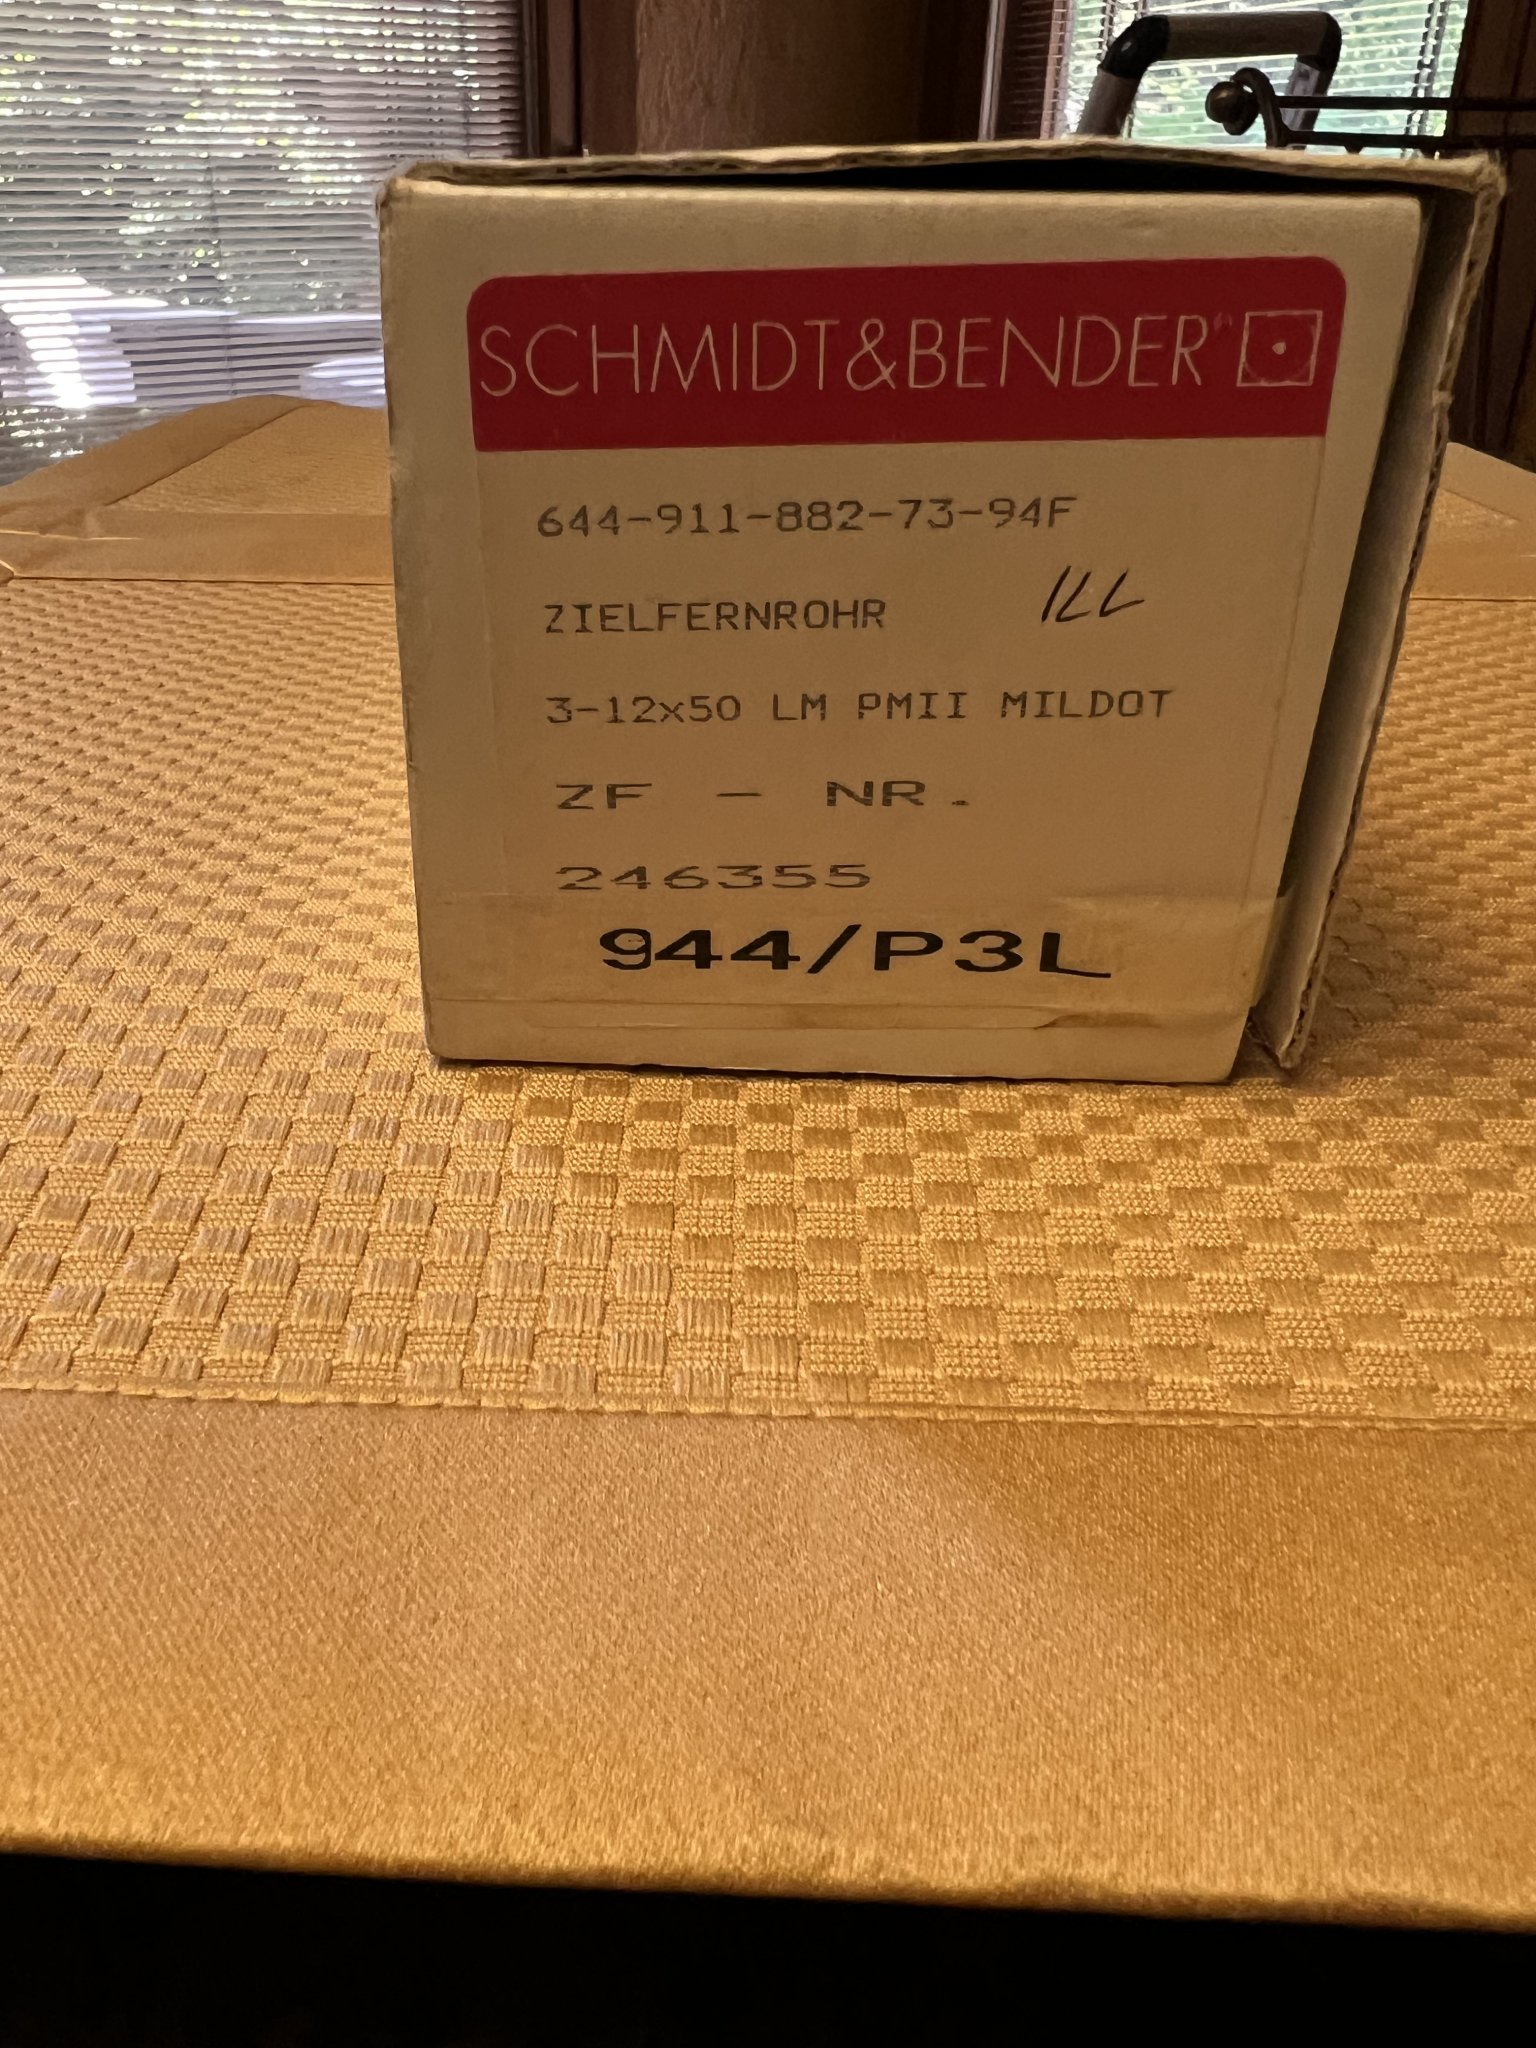 SCHMIDT&BENDER®
644-911-882-73-94F
ZIELFERNROHR ILL
3-12x50 LM PMII MILDOT
ZF - NR.
246355
944/P3L